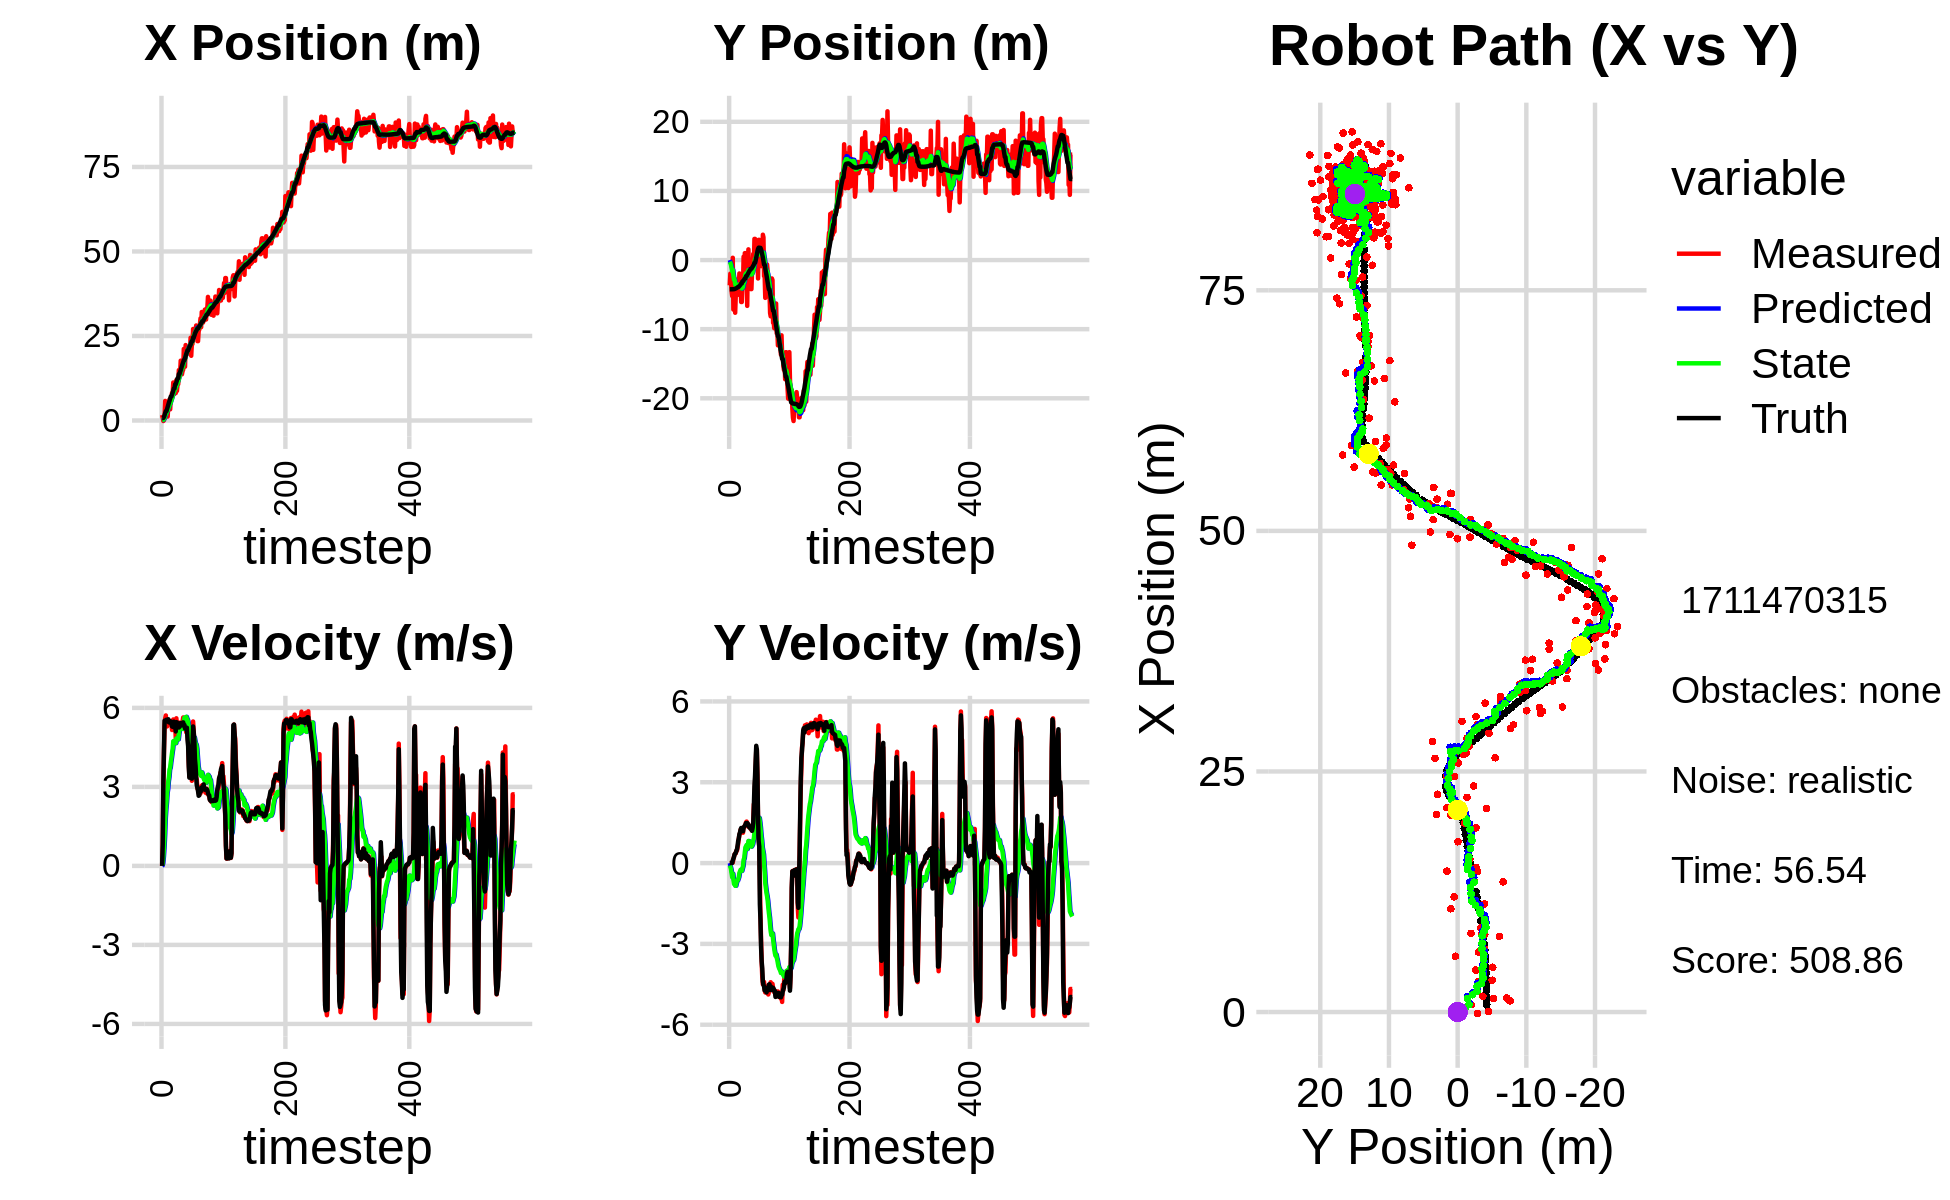 X Position (m)
75
50
25
0
0
200
400
timestep
Y Position (m)
20
10
0
-10
-20
0
200
400
timestep
X Velocity (m/s)
6
3
0
-3
-6
0
200
400
timestep
Y Velocity (m/s)
6
3
0
-3
-6
0
200
400
timestep
Robot Path (X vs Y)
X Position (m)
75
50
25
0
20 10 0 -10 -20
Y Position (m)
variable
Measured
Predicted
State
Truth
1711470315
Obstacles: none
Noise: realistic
Time: 56.54
Score: 508.86